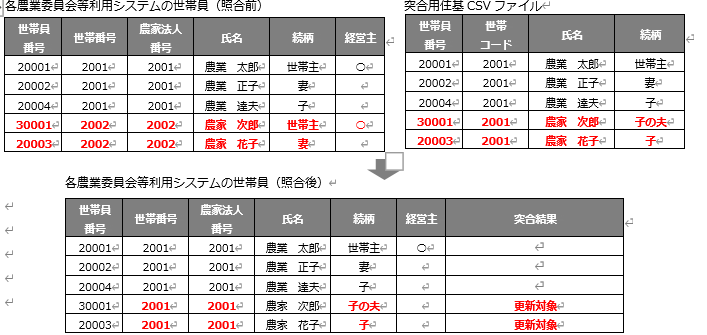 各農業委員会等利用システムの世帯員（照合前）
世帯員番号 世帯番号 農家法人番号 氏名 続柄 経営主
20001 2001 2001 農業　太郎 世帯主 〇
20002 2001 2001 農業　正子 妻
20004 2001 2001 農業　達夫 子
30001 2002 2002 農家　次郎 世帯主 〇
20003 2002 2002 農家　花子 妻
突合用住基CSVファイル
世帯員番号 世帯コード 氏名 続柄
20001 2001 農業　太郎 世帯主
20002 2001 農業　正子 妻
20004 2001 農業　達夫 子
30001 2001 農家　次郎 子の夫
20003 2001 農家　花子 子
各農業委員会等利用システムの世帯員（照合後）
世帯員番号 世帯番号 農家法人番号 氏名 続柄 経営主 突合結果
20001 2001 2001 農業　太郎 世帯主 〇
20002 2001 2001 農業　正子 妻
20004 2001 2001 農業　達夫 子
30001 2001 2001 農家　次郎 子の夫 更新対象
20003 2001 2001 農家　花子 子 更新対象